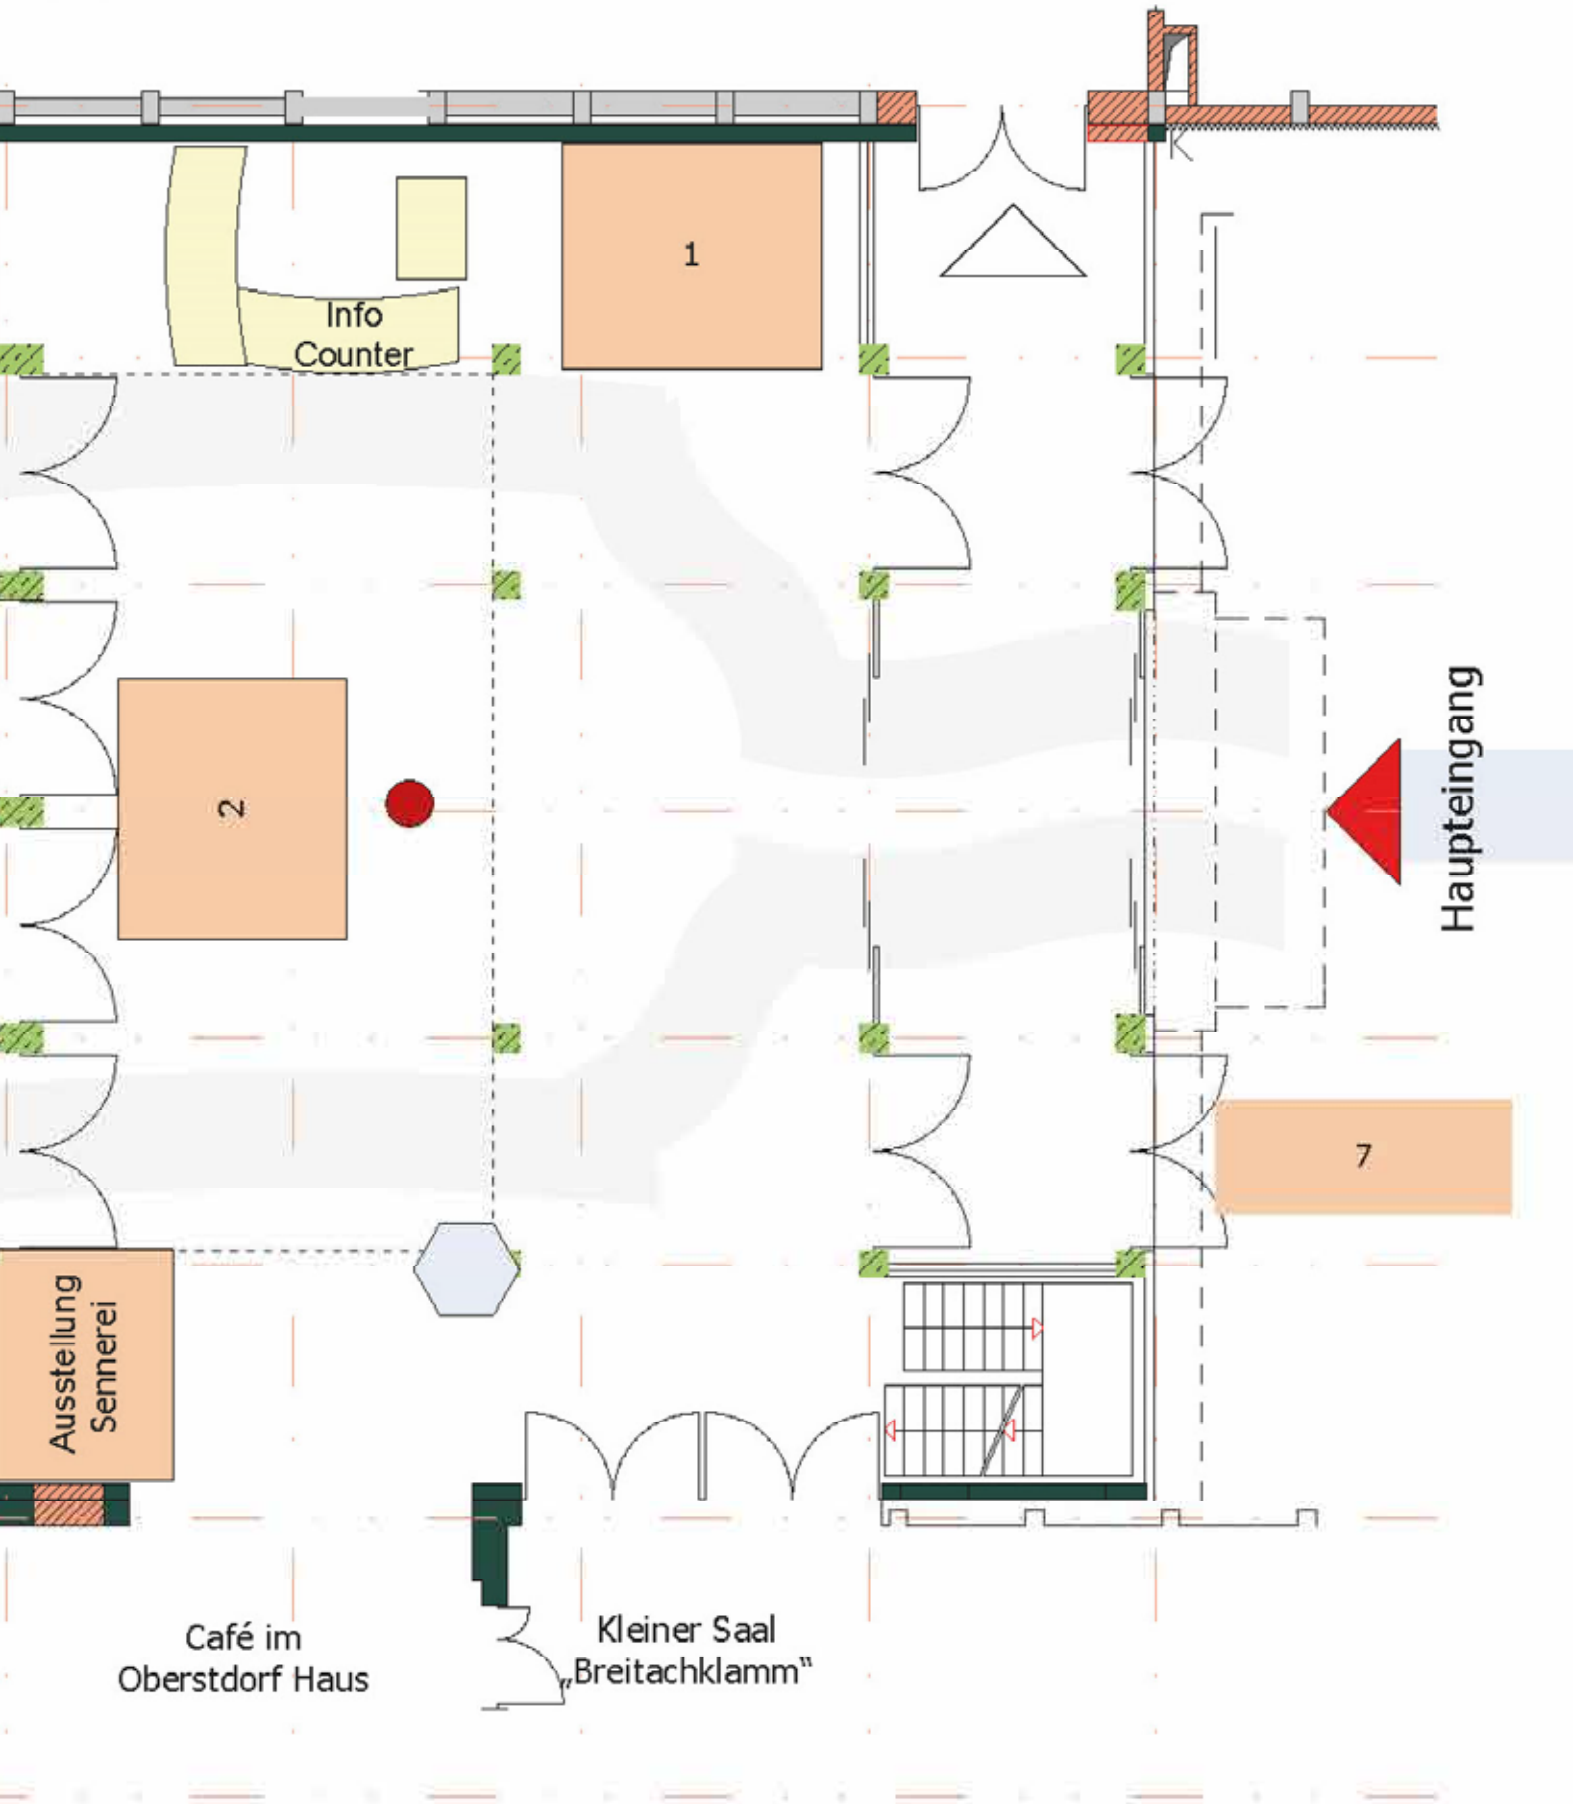 1
Info
Counter
2
Haupteingang
7
Ausstellung
Sennerei
Café im
Oberstdorf Haus
Kleiner Saal
„Breitachklamm“